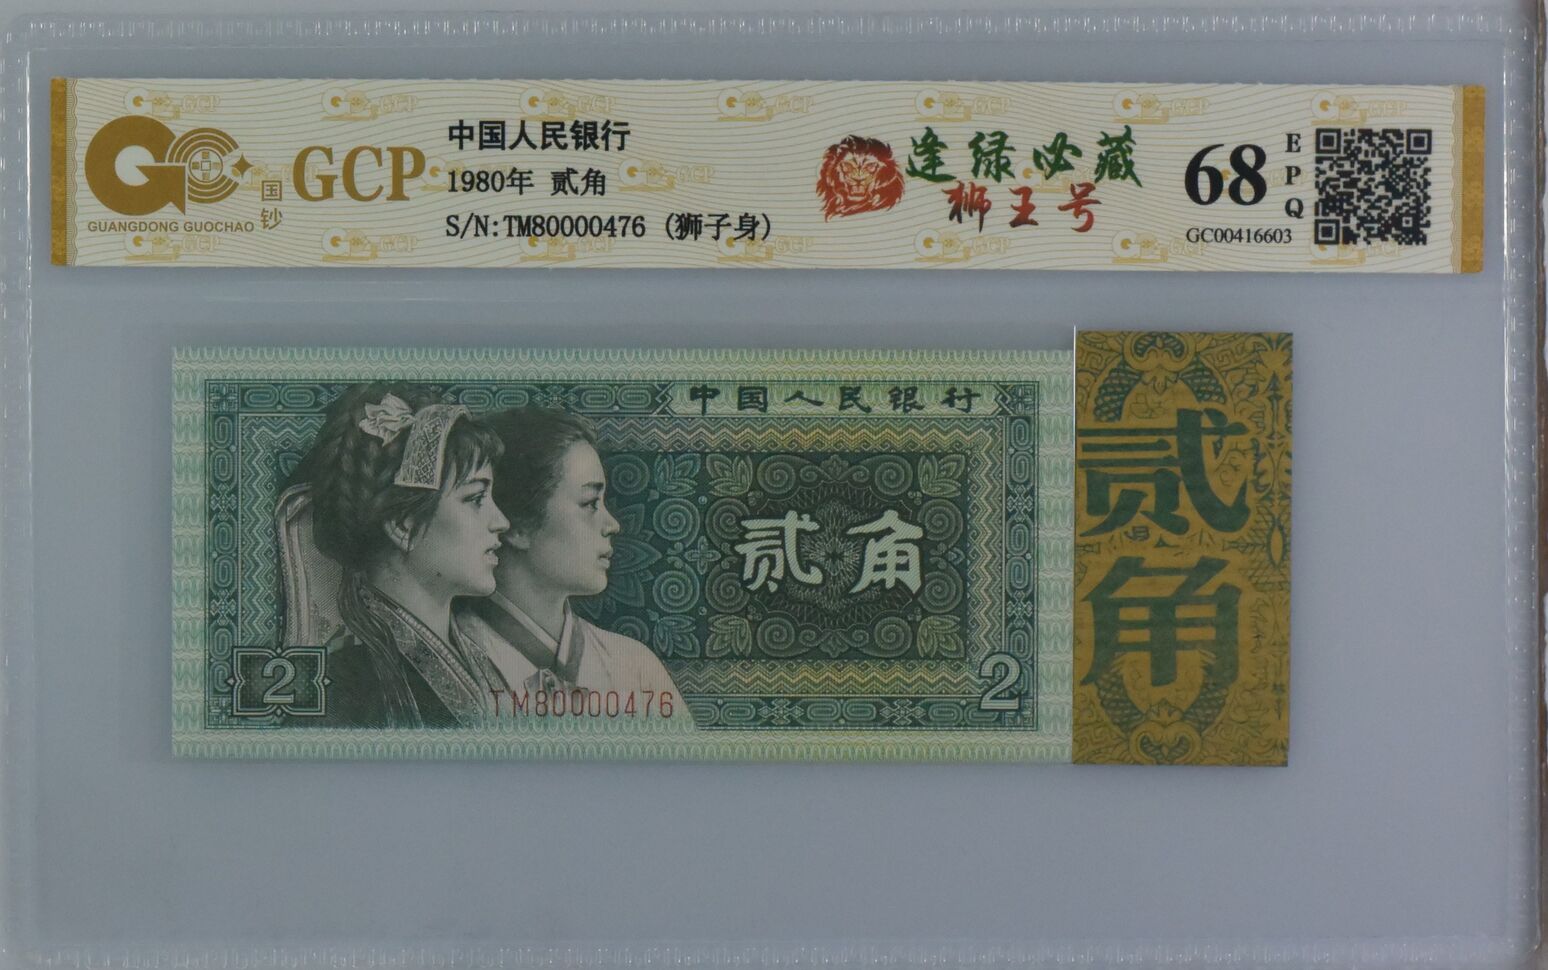 GCP
国钞
GUANGDONG GUOCHAO
中国人民银行
1980年 贰角
S/N:TM80000476 (狮子身)
逢绿必藏
狮王号
68
EPQ
GC00416603
中国人民银行
贰角
2
2
TM80000476
贰角